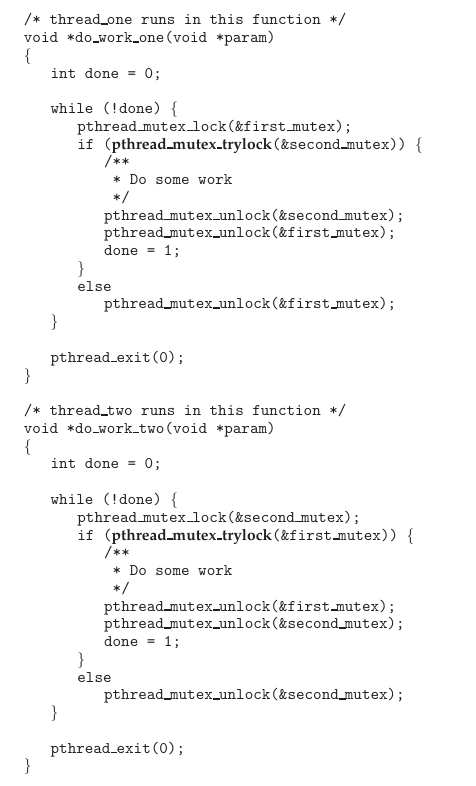 /* thread_one runs in this function */
void *do_work_one(void *param)
{
   int done = 0;

   while (!done) {
      pthread_mutex_lock(&first_mutex);
      if (pthread_mutex_trylock(&second_mutex)) {
         /**
          * Do some work
          */
         pthread_mutex_unlock(&second_mutex);
         pthread_mutex_unlock(&first_mutex);
         done = 1;
      }
      else
         pthread_mutex_unlock(&first_mutex);
   }

   pthread_exit(0);
}

/* thread_two runs in this function */
void *do_work_two(void *param)
{
   int done = 0;

   while (!done) {
      pthread_mutex_lock(&second_mutex);
      if (pthread_mutex_trylock(&first_mutex)) {
         /**
          * Do some work
          */
         pthread_mutex_unlock(&first_mutex);
         pthread_mutex_unlock(&second_mutex);
         done = 1;
      }
      else
         pthread_mutex_unlock(&second_mutex);
   }

   pthread_exit(0);
}